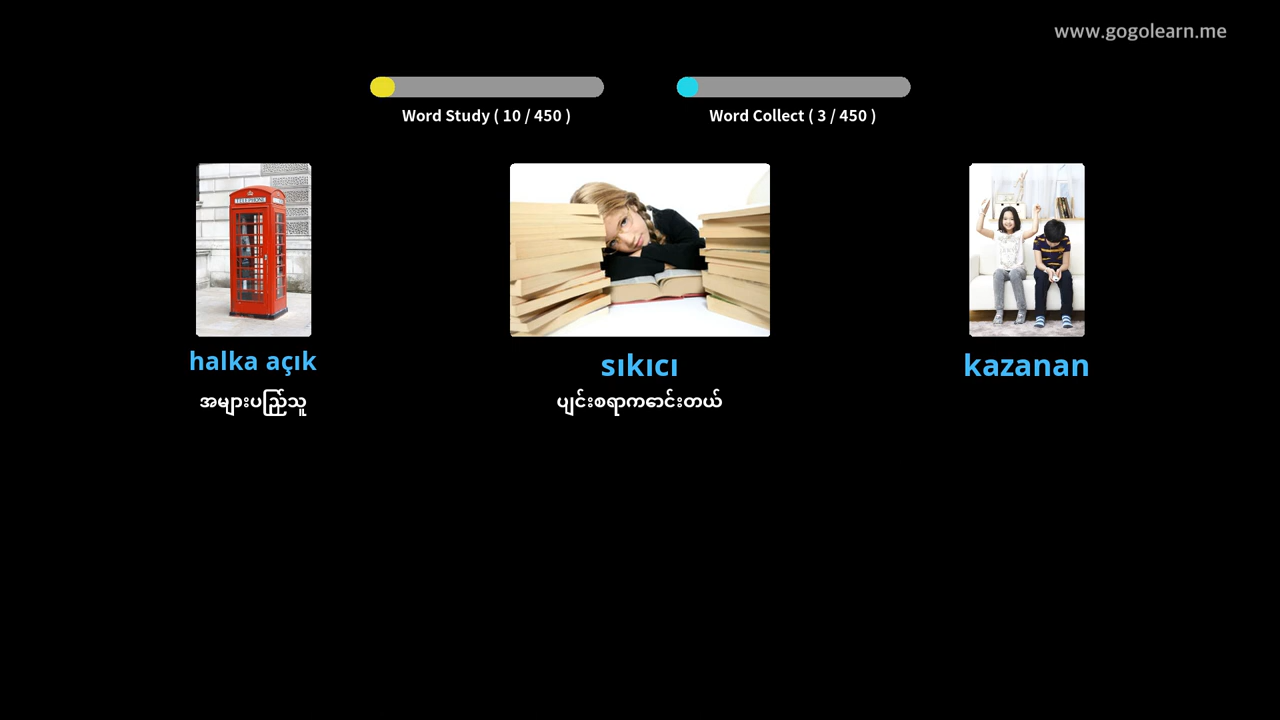 www.gogolearn.me
Word Study ( 10 / 450 )
Word Collect ( 3 / 450 )
TELEPHONE
halka açık
sıkıcı
kazanan
အများပြည်သူ
ပျင်းစရာကောင်းတယ်